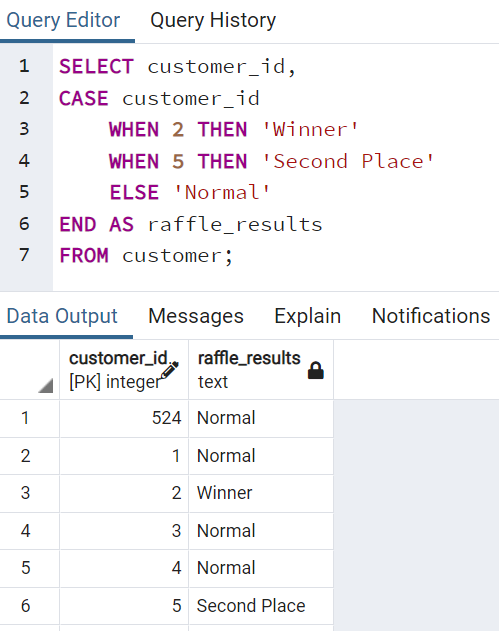 Query Editor Query History
1 SELECT customer_id,
2 CASE customer_id
3 WHEN 2 THEN 'Winner'
4 WHEN 5 THEN 'Second Place'
5 ELSE 'Normal'
6 END AS raffle_results
7 FROM customer;
Data Output Messages Explain Notifications
customer_id raffle_results
[PK] integer text
1 524 Normal
2 1 Normal
3 2 Winner
4 3 Normal
5 4 Normal
6 5 Second Place